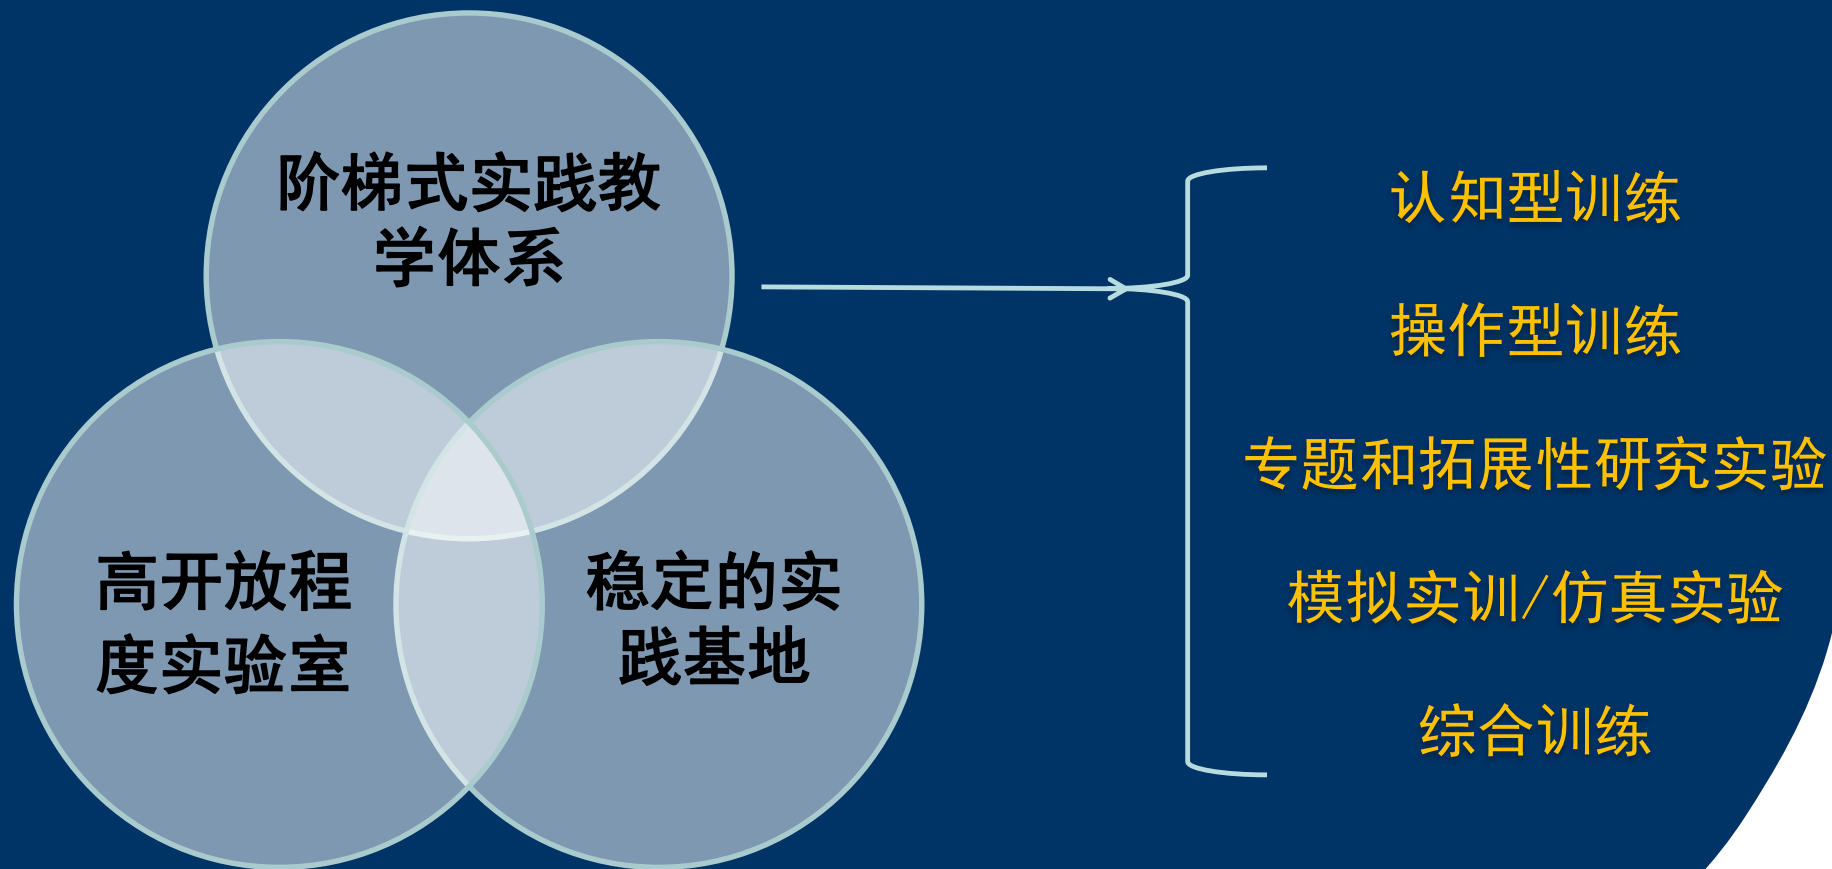 阶梯式实践教
学体系
高开放程
度实验室
稳定的实
践基地
认知型训练
操作型训练
专题和拓展性研究实验
模拟实训/仿真实验
综合训练